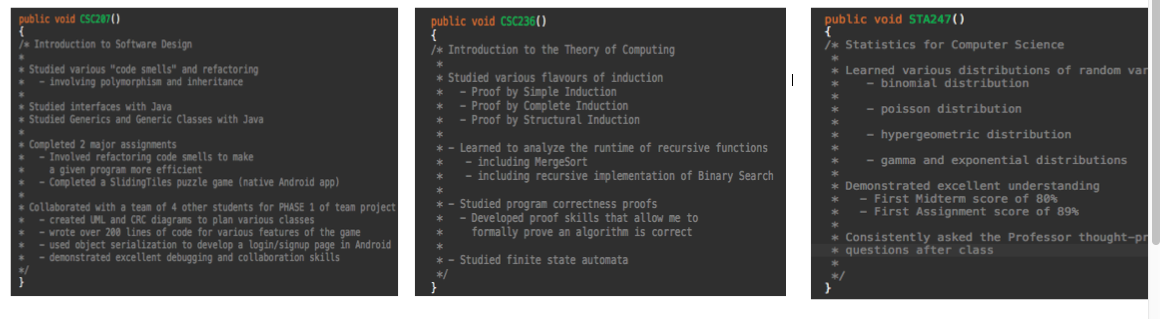 public void CSC207()
{
/* Introduction to Software Design
*
* Studied various "code smells" and refactoring
*   - involving polymorphism and inheritance
*
* Studied interfaces with Java
* Studied Generics and Generic Classes with Java
*
* Completed 2 major assignments
*   - Involved refactoring code smells to make
*     a given program more efficient
*   - Completed a SlidingTiles puzzle game (native Android app)
*
* Collaborated with a team of 4 other students for PHASE 1 of team project
*   - created UML and CRC diagrams to plan various classes
*   - wrote over 200 lines of code for various features of the game
*   - used object serialization to develop a login/signup page in Android
*   - demonstrated excellent debugging and collaboration skills
*/
}
public void CSC236()
{
/* Introduction to the Theory of Computing
*
* Studied various flavours of induction
*   - Proof by Simple Induction
*   - Proof by Complete Induction
*   - Proof by Structural Induction
*
* - Learned to analyze the runtime of recursive functions
*   - including MergeSort
*   - including recursive implementation of Binary Search
*
* - Studied program correctness proofs
*   - Developed proof skills that allow me to
*     formally prove an algorithm is correct
*
* - Studied finite state automata
*/
}
public void STA247()
{
/* Statistics for Computer Science
*
* Learned various distributions of random var
*   - binomial distribution
*
*   - poisson distribution
*
*   - hypergeometric distribution
*
*   - gamma and exponential distributions
*
* Demonstrated excellent understanding
*   - First Midterm score of 80%
*   - First Assignment score of 89%
*
* Consistently asked the Professor thought-pr
* questions after class
*
*/
}